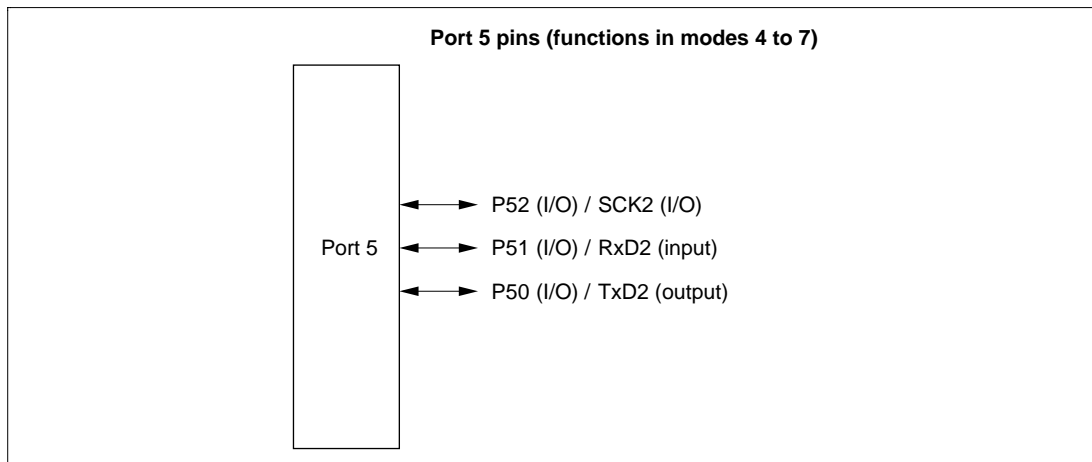 Port 5 pins (functions in modes 4 to 7)
P52 (I/O) / SCK2 (I/O)
Port 5
P51 (I/O) / RxD2 (input)
P50 (I/O) / TxD2 (output)